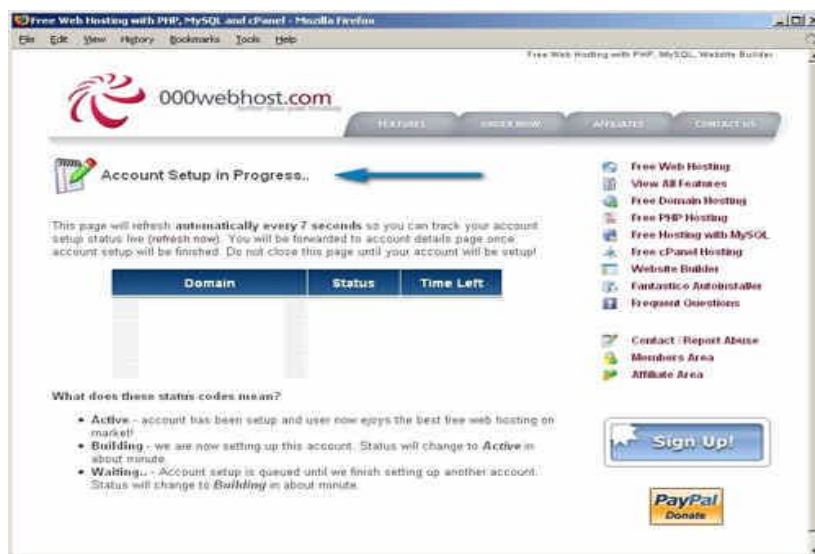 Free Web Hosting with PHP, MySQL and cPanel - Mozilla Firefox
File Edit View History Bookmarks Tools Help
Free Web Hosting with PHP, MySQL, Website Builder
000webhost.com
better than paid hosting
FEATURES ORDER NOW AFFILIATES CONTACT US
Account Setup in Progress..
This page will refresh automatically every 7 seconds so you can track your account
setup status live (refresh now). You will be forwarded to account details page once
account setup will be finished. Do not close this page until your account will be setup!
Domain Status Time Left
What does these status codes mean?
Active - account has been setup and user now ejoys the best free web hosting on
market!
Building - we are now setting up this account. Status will change to Active in
about minute.
Waiting.. - Account setup is queued until we finish setting up another account.
Status will change to Building in about minute.
Free Web Hosting
View All Features
Free Domain Hosting
Free PHP Hosting
Free Hosting with MySQL
Free cPanel Hosting
Website Builder
Fantastico Autoinstaller
Frequent Questions
Contact / Report Abuse
Members Area
Affiliate Area
Sign Up!
PayPal
Donate